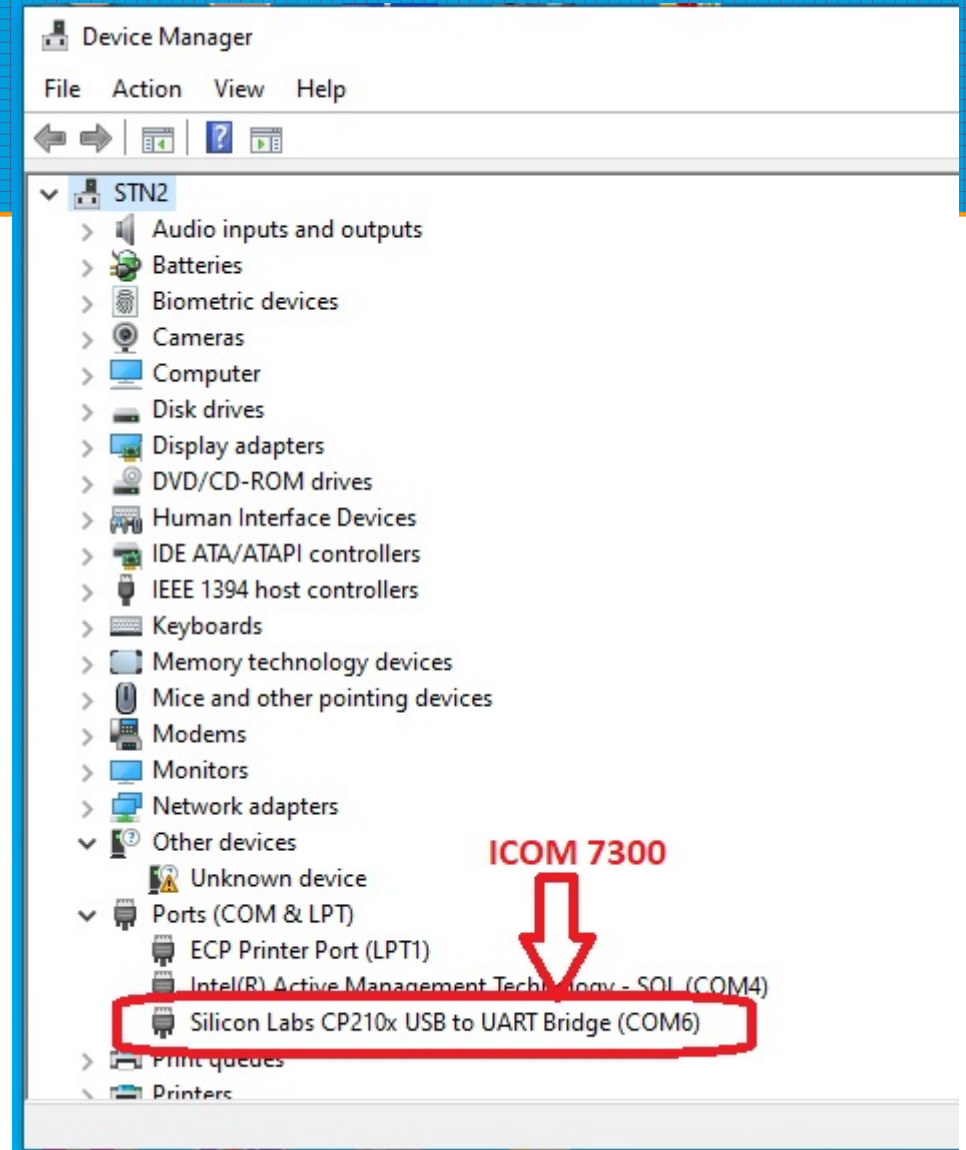 Device Manager
File Action View Help
STN2
Audio inputs and outputs
Batteries
Biometric devices
Cameras
Computer
Disk drives
Display adapters
DVD/CD-ROM drives
Human Interface Devices
IDE ATA/ATAPI controllers
IEEE 1394 host controllers
Keyboards
Memory technology devices
Mice and other pointing devices
Modems
Monitors
Network adapters
Other devices
ICOM 7300
Unknown device
Ports (COM & LPT)
ECP Printer Port (LPT1)
Intel(R) Active Management Technology - SOL (COM4)
Silicon Labs CP210x USB to UART Bridge (COM6)
Print queues
Printers